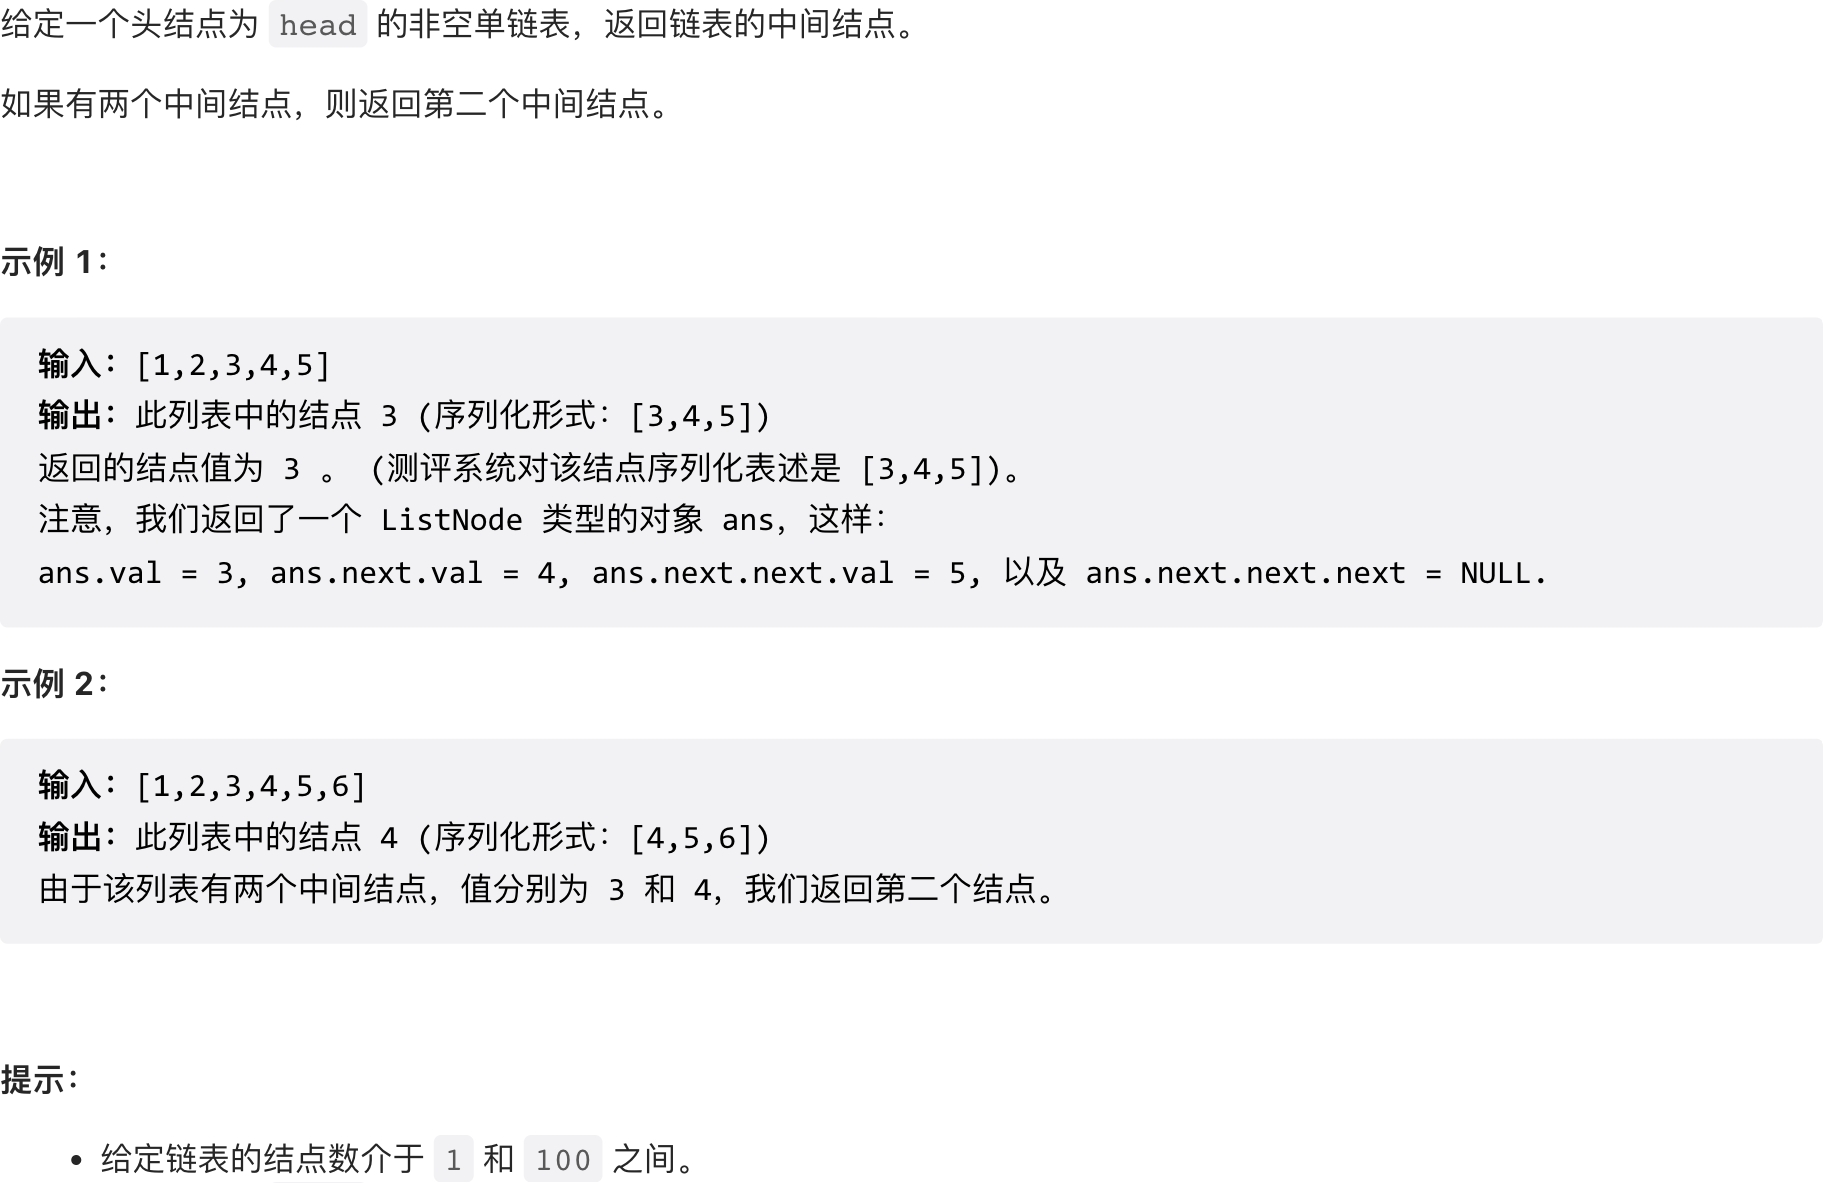 给定一个头结点为 head 的非空单链表，返回链表的中间结点。
如果有两个中间结点，则返回第二个中间结点。
示例 1：
输入：[1,2,3,4,5]
输出：此列表中的结点 3 (序列化形式：[3,4,5])
返回的结点值为 3 。 (测评系统对该结点序列化表述是 [3,4,5])。
注意，我们返回了一个 ListNode 类型的对象 ans，这样：
ans.val = 3, ans.next.val = 4, ans.next.next.val = 5, 以及 ans.next.next.next = NULL.
示例 2：
输入：[1,2,3,4,5,6]
输出：此列表中的结点 4 (序列化形式：[4,5,6])
由于该列表有两个中间结点，值分别为 3 和 4，我们返回第二个结点。
提示：
• 给定链表的结点数介于 1 和 100 之间。